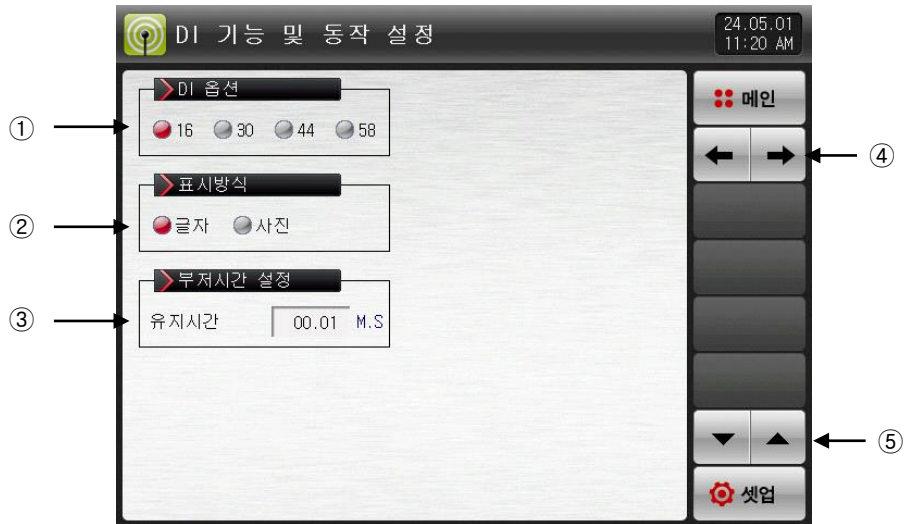 DI 기능 및 동작 설정
24.05.01
11:20 AM
DI 옵션
① 16 30 44 58
메인
④
표시방식
② 글자 사진
부저시간 설정
③ 유지시간 00.01 M.S
⑤
셋업